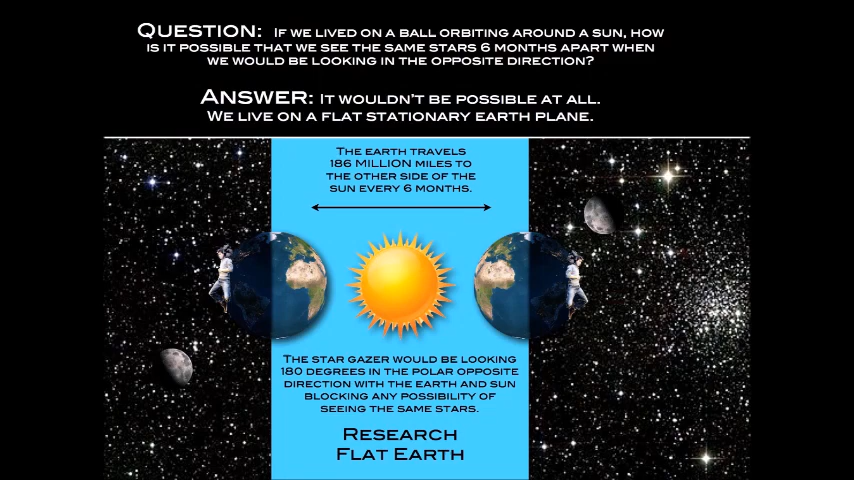 QUESTION: IF WE LIVED ON A BALL ORBITING AROUND A SUN, HOW
IS IT POSSIBLE THAT WE SEE THE SAME STARS 6 MONTHS APART WHEN
WE WOULD BE LOOKING IN THE OPPOSITE DIRECTION?
ANSWER: IT WOULDN'T BE POSSIBLE AT ALL.
WE LIVE ON A FLAT STATIONARY EARTH PLANE.
THE EARTH TRAVELS
186 MILLION MILES TO
THE OTHER SIDE OF THE
SUN EVERY 6 MONTHS.
THE STAR GAZER WOULD BE LOOKING
180 DEGREES IN THE POLAR OPPOSITE
DIRECTION WITH THE EARTH AND SUN
BLOCKING ANY POSSIBILITY OF
SEEING THE SAME STARS.
RESEARCH
FLAT EARTH